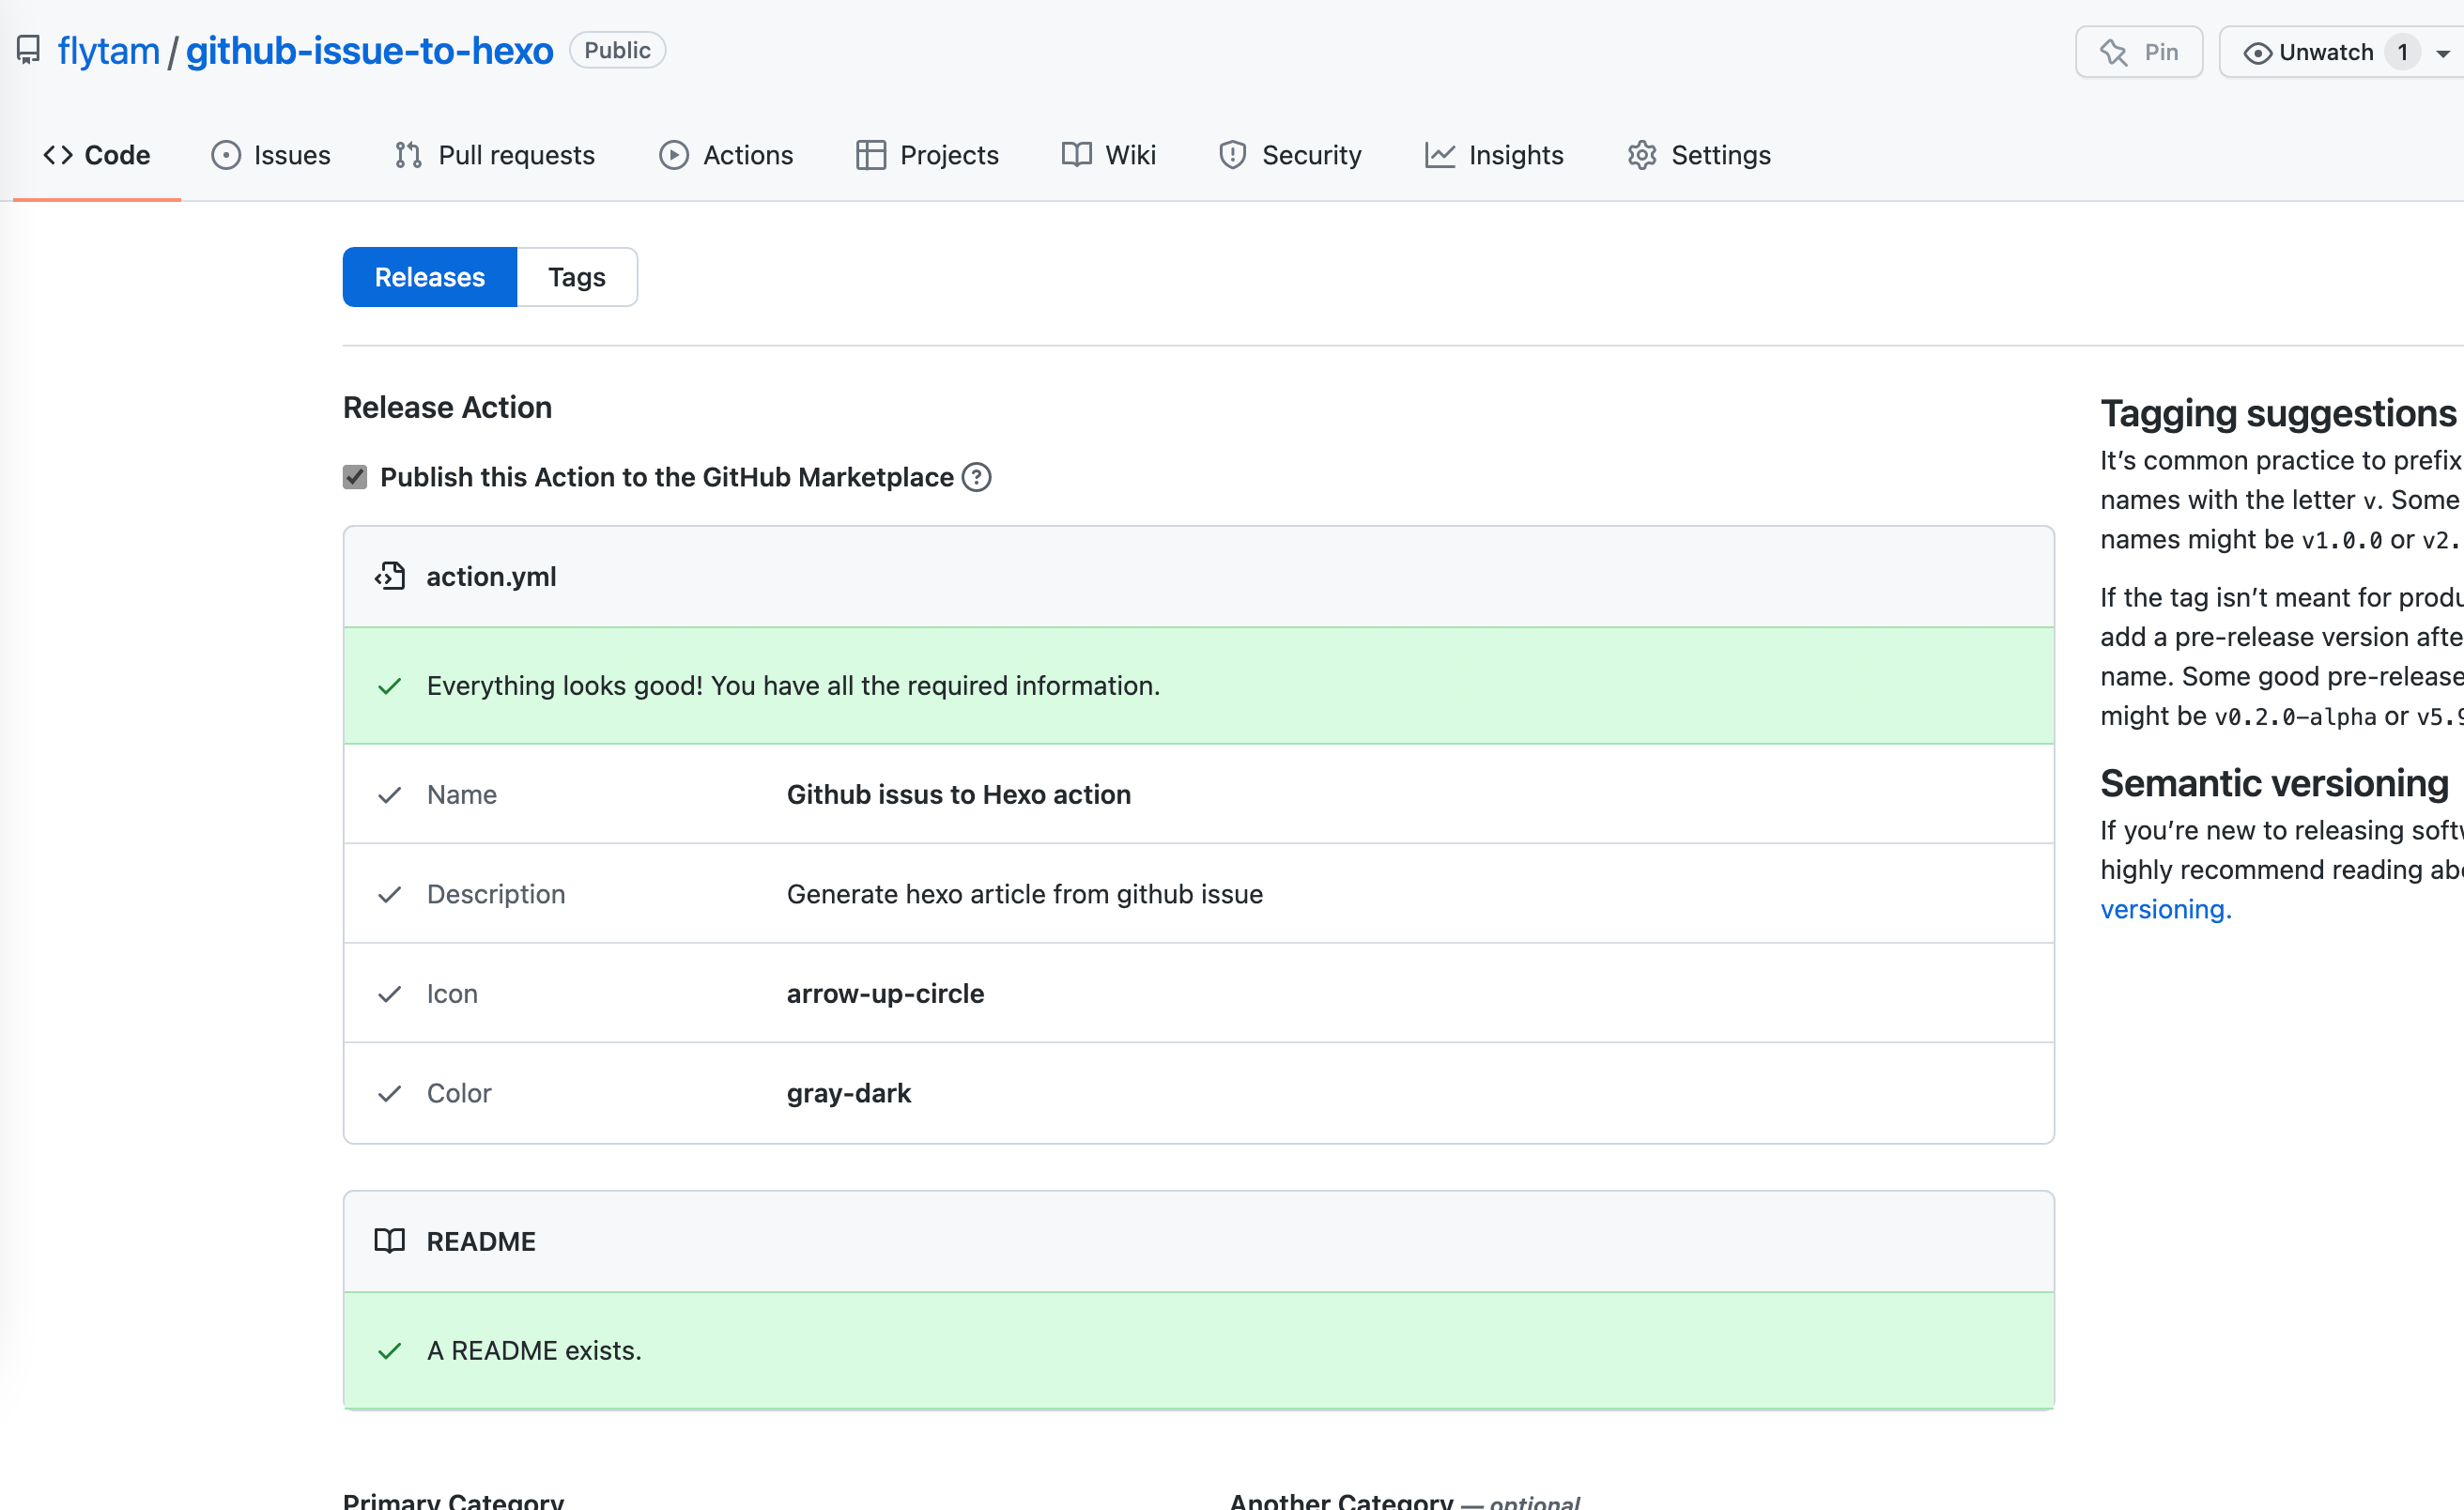 flytam / github-issue-to-hexo Public Pin Unwatch 1
Code Issues Pull requests Actions Projects Wiki Security Insights Settings
Releases Tags
Release Action
Publish this Action to the GitHub Marketplace ?
action.yml
Everything looks good! You have all the required information.
Name Github issus to Hexo action
Description Generate hexo article from github issue
Icon arrow-up-circle
Color gray-dark
README
A README exists.
Primary Category
Another Category — optional
Tagging suggestions
It’s common practice to prefix
names with the letter v. Some
names might be v1.0.0 or v2.
If the tag isn’t meant for
add a pre-release version
name. Some good pre-release
might be v0.2.0-alpha or v5.9
Semantic versioning
If you’re new to releasing
highly recommend reading
versioning.